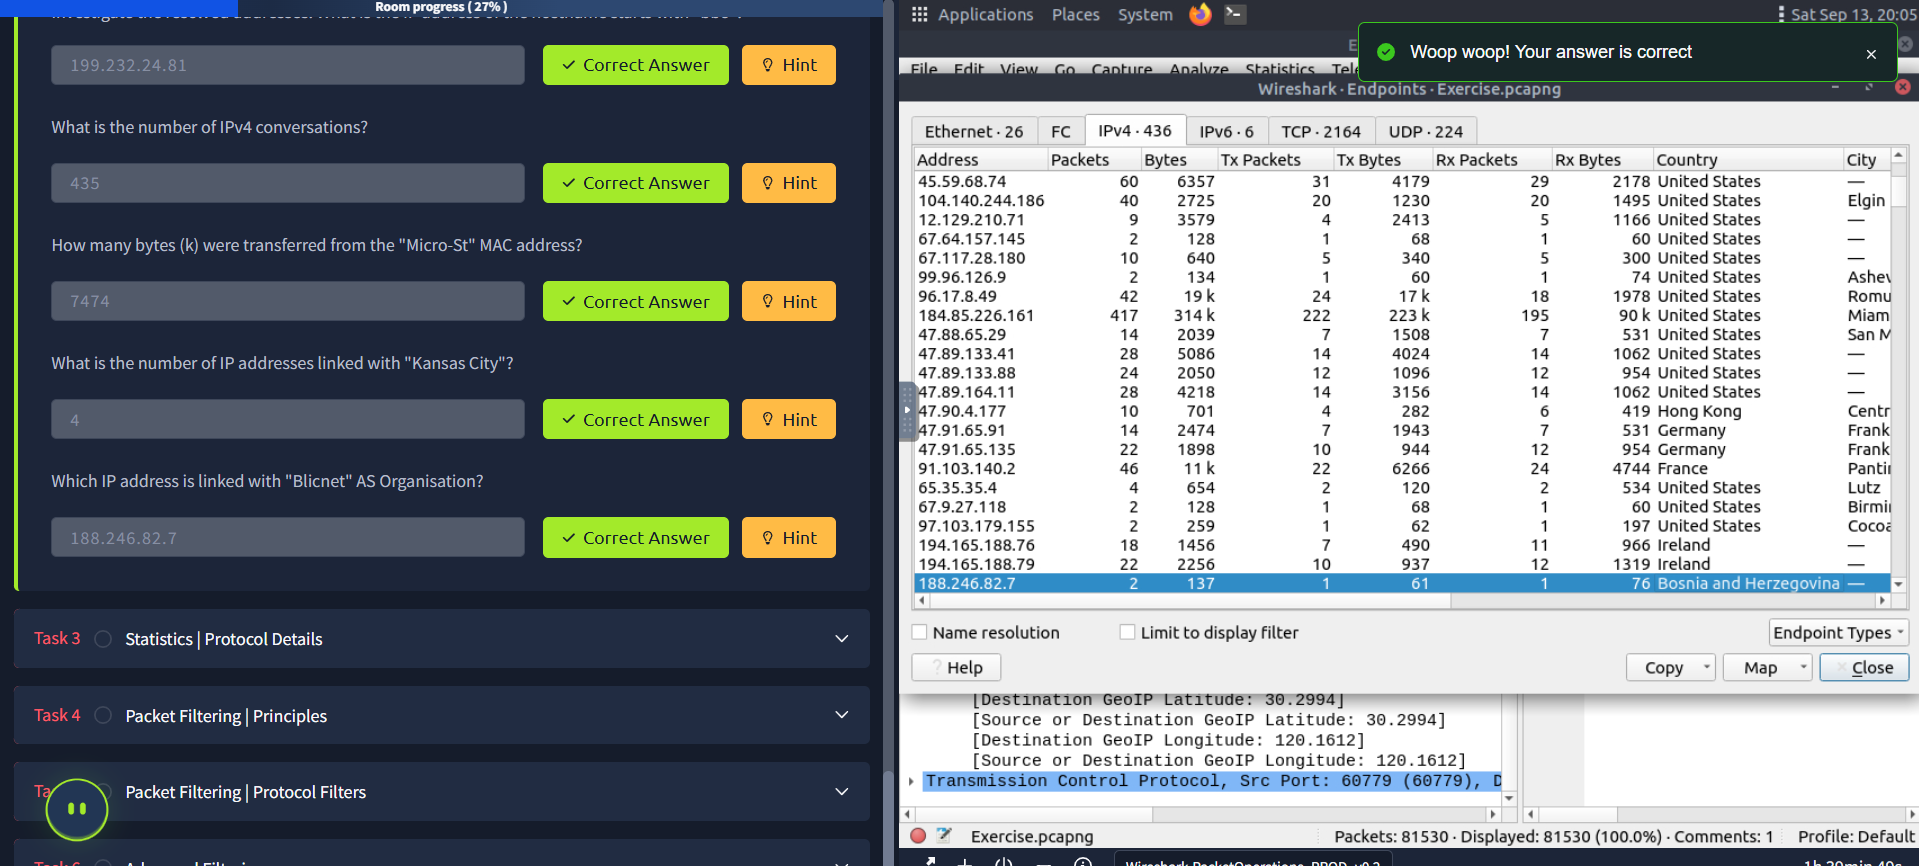 Room progress ( 27% )
199.232.24.81
Correct Answer
Hint
What is the number of IPv4 conversations?
435
Correct Answer
Hint
How many bytes (k) were transferred from the "Micro-St" MAC address?
7474
Correct Answer
Hint
What is the number of IP addresses linked with "Kansas City"?
4
Correct Answer
Hint
Which IP address is linked with "Blicnet" AS Organisation?
188.246.82.7
Correct Answer
Hint
Task 3 Statistics | Protocol Details
Task 4 Packet Filtering | Principles
Ta Packet Filtering | Protocol Filters
Applications Places System Sat Sep 13, 20:05
Woop woop! Your answer is correct
File Edit View Go Capture Analyze Statistics Tel
Wireshark · Endpoints · Exercise.pcapng
Ethernet · 26 FC IPv4 · 436 IPv6 · 6 TCP · 2164 UDP · 224
Address Packets Bytes Tx Packets Tx Bytes Rx Packets Rx Bytes Country City
45.59.68.74 60 6357 31 4179 29 2178 United States —
104.140.244.186 40 2725 20 1230 20 1495 United States Elgin
12.129.210.71 9 3579 4 2413 5 1166 United States —
67.64.157.145 2 128 1 68 1 60 United States —
67.117.28.180 10 640 5 340 5 300 United States —
99.96.126.9 2 134 1 60 1 74 United States Ashev
96.17.8.49 42 19 k 24 17 k 18 1978 United States Romu
184.85.226.161 417 314 k 222 223 k 195 90 k United States Miam
47.88.65.29 14 2039 7 1508 7 531 United States San M
47.89.133.41 28 5086 14 4024 14 1062 United States —
47.89.133.88 24 2050 12 1096 12 954 United States —
47.89.164.11 28 4218 14 3156 14 1062 United States —
47.90.4.177 10 701 4 282 6 419 Hong Kong Centr
47.91.65.91 14 2474 7 1943 7 531 Germany Frank
47.91.65.135 22 1898 10 944 12 954 Germany Frank
91.103.140.2 46 11 k 22 6266 24 4744 France Pantin
65.35.35.4 4 654 2 120 2 534 United States Lutz
67.9.27.118 2 128 1 68 1 60 United States Birmi
97.103.179.155 2 259 1 62 1 197 United States Cocoa
194.165.188.76 18 1456 7 490 11 966 Ireland —
194.165.188.79 22 2256 10 937 12 1319 Ireland —
188.246.82.7 2 137 1 61 1 76 Bosnia and Herzegovina —
Name resolution Limit to display filter Endpoint Types
Help Copy Map Close
[Destination GeoIP Latitude: 30.2994]
[Source or Destination GeoIP Latitude: 30.2994]
[Destination GeoIP Longitude: 120.1612]
[Source or Destination GeoIP Longitude: 120.1612]
Transmission Control Protocol, Src Port: 60779 (60779), D
Exercise.pcapng Packets: 81530 · Displayed: 81530 (100.0%) · Comments: 1 Profile: Default